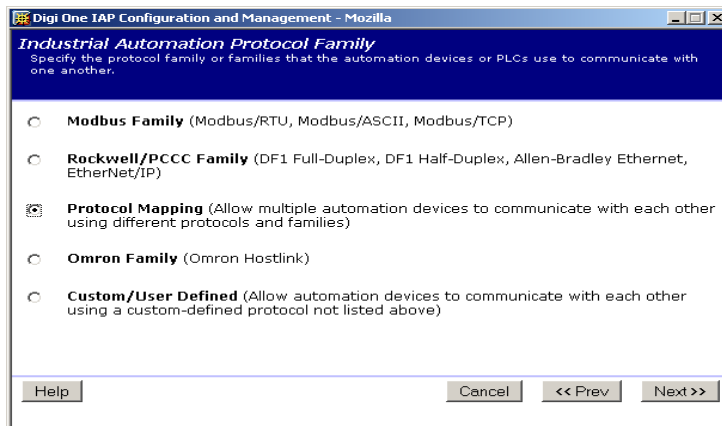 Digi One IAP Configuration and Management - Mozilla
Industrial Automation Protocol Family
Specify the protocol family or families that the automation devices or PLCs use to communicate with
one another.
Modbus Family (Modbus/RTU, Modbus/ASCII, Modbus/TCP)
Rockwell/PCCC Family (DF1 Full-Duplex, DF1 Half-Duplex, Allen-Bradley Ethernet,
EtherNet/IP)
Protocol Mapping (Allow multiple automation devices to communicate with each other
using different protocols and families)
Omron Family (Omron Hostlink)
Custom/User Defined (Allow automation devices to communicate with each other
using a custom-defined protocol not listed above)
Help Cancel << Prev Next >>